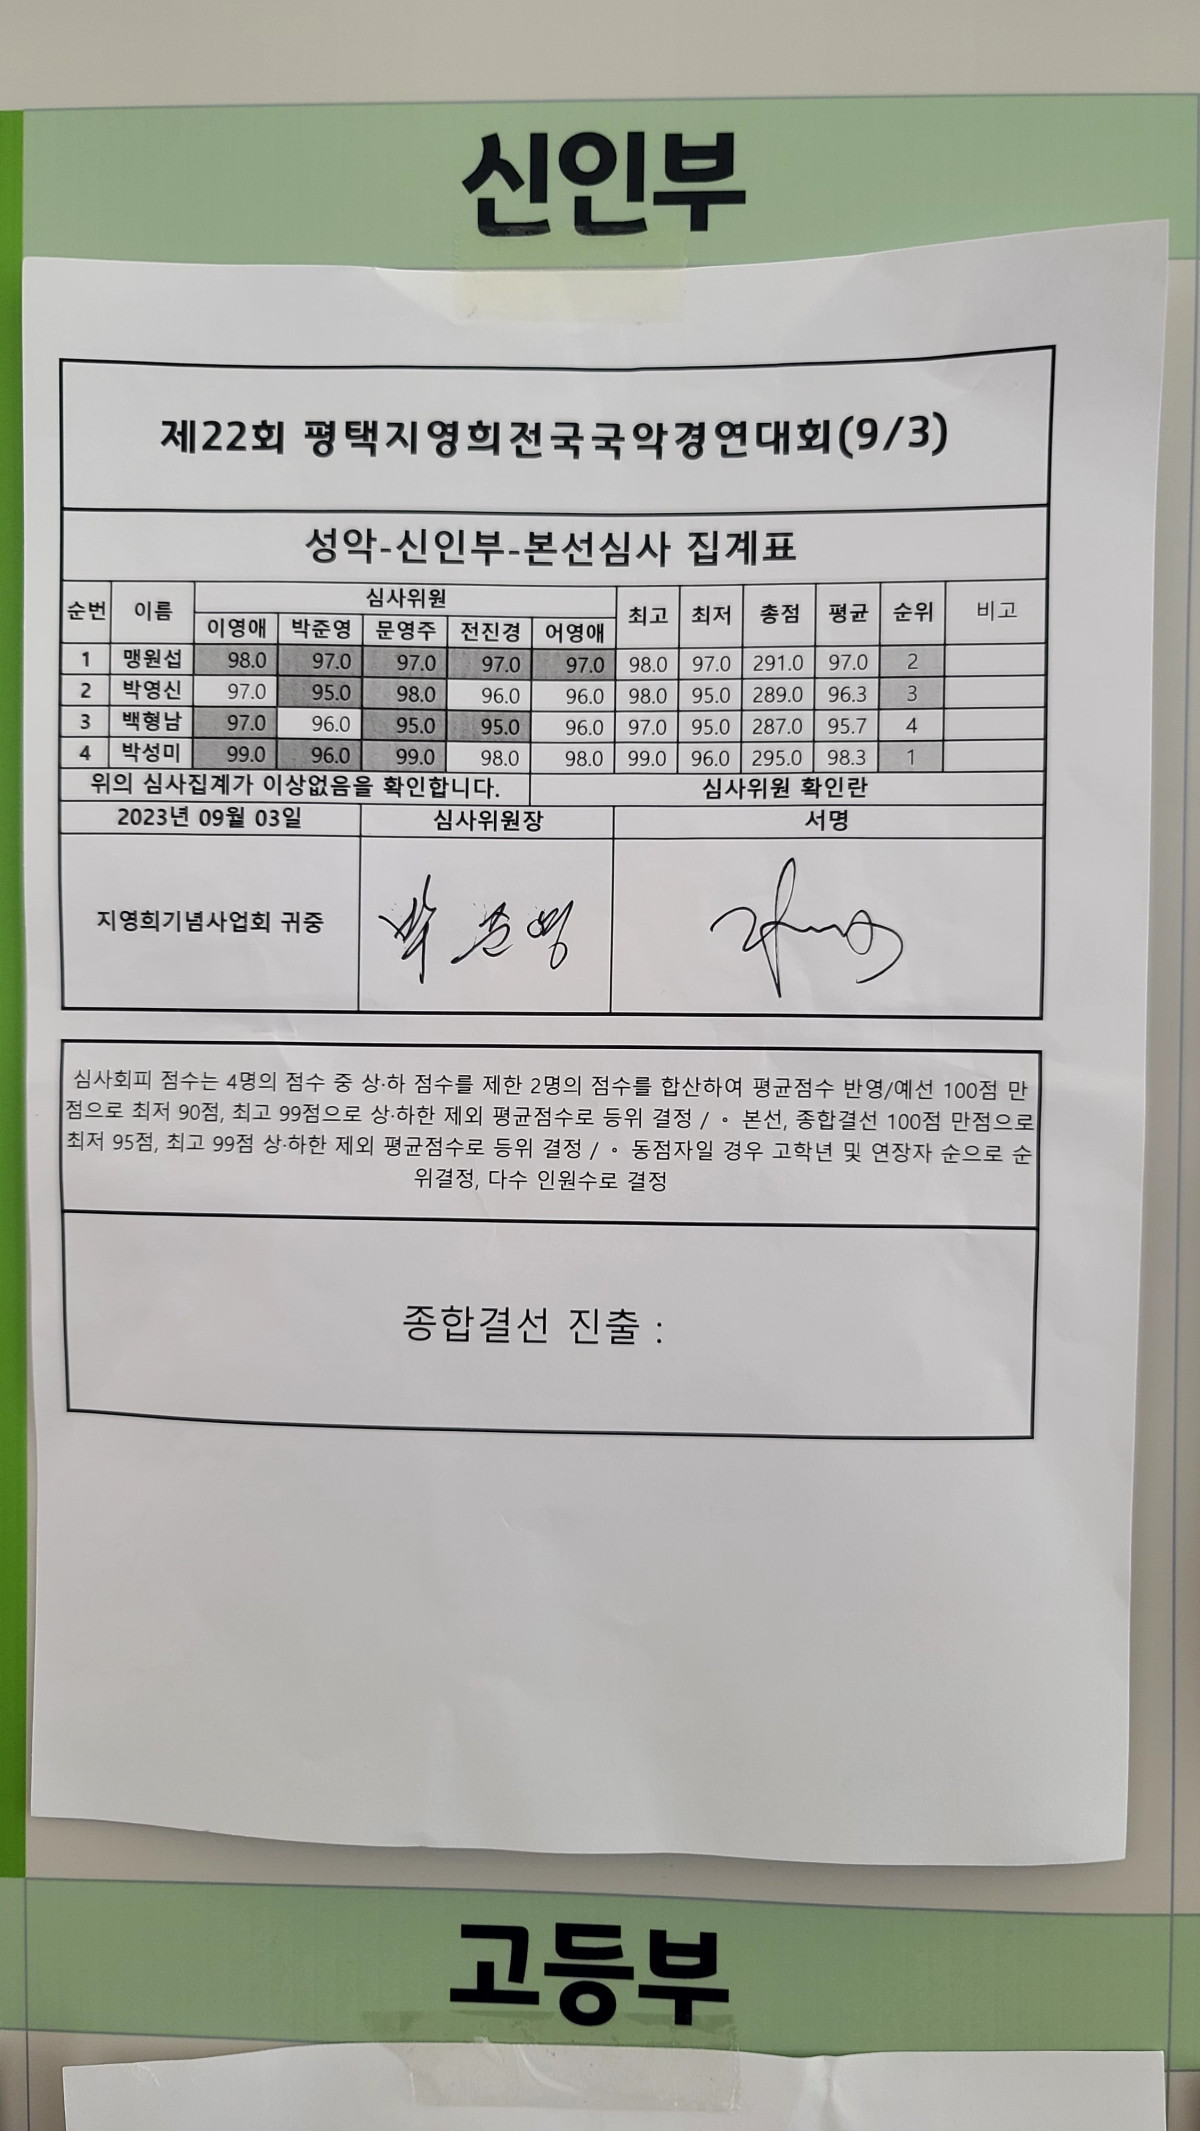 신인부
제22회 평택지영희전국국악경연대회(9/3)
성악-신인부-본선심사 집계표
순번 이름 심사위원 최고 최저 총점 평균 순위 비고
이영애 박준영 문영주 전진경 어영애
1 맹원섭 98.0 97.0 97.0 97.0 97.0 98.0 97.0 291.0 97.0 2
2 박영신 97.0 95.0 98.0 96.0 96.0 98.0 95.0 289.0 96.3 3
3 백형남 97.0 96.0 95.0 95.0 96.0 97.0 95.0 287.0 95.7 4
4 박성미 99.0 96.0 99.0 98.0 98.0 99.0 96.0 295.0 98.3 1
위의 심사집계가 이상없음을 확인합니다. 심사위원 확인란
2023년 09월 03일 심사위원장 서명
지영희기념사업회 귀중 박준영
심사회피 점수는 4명의 점수 중 상·하 점수를 제한 2명의 점수를 합산하여 평균점수 반영/예선 100점 만
점으로 최저 90점, 최고 99점으로 상·하한 제외 평균점수로 등위 결정 / ∘ 본선, 종합결선 100점 만점으로
최저 95점, 최고 99점 상·하한 제외 평균점수로 등위 결정 / ∘ 동점자일 경우 고학년 및 연장자 순으로 순
위결정, 다수 인원수로 결정
종합결선 진출 :
고등부